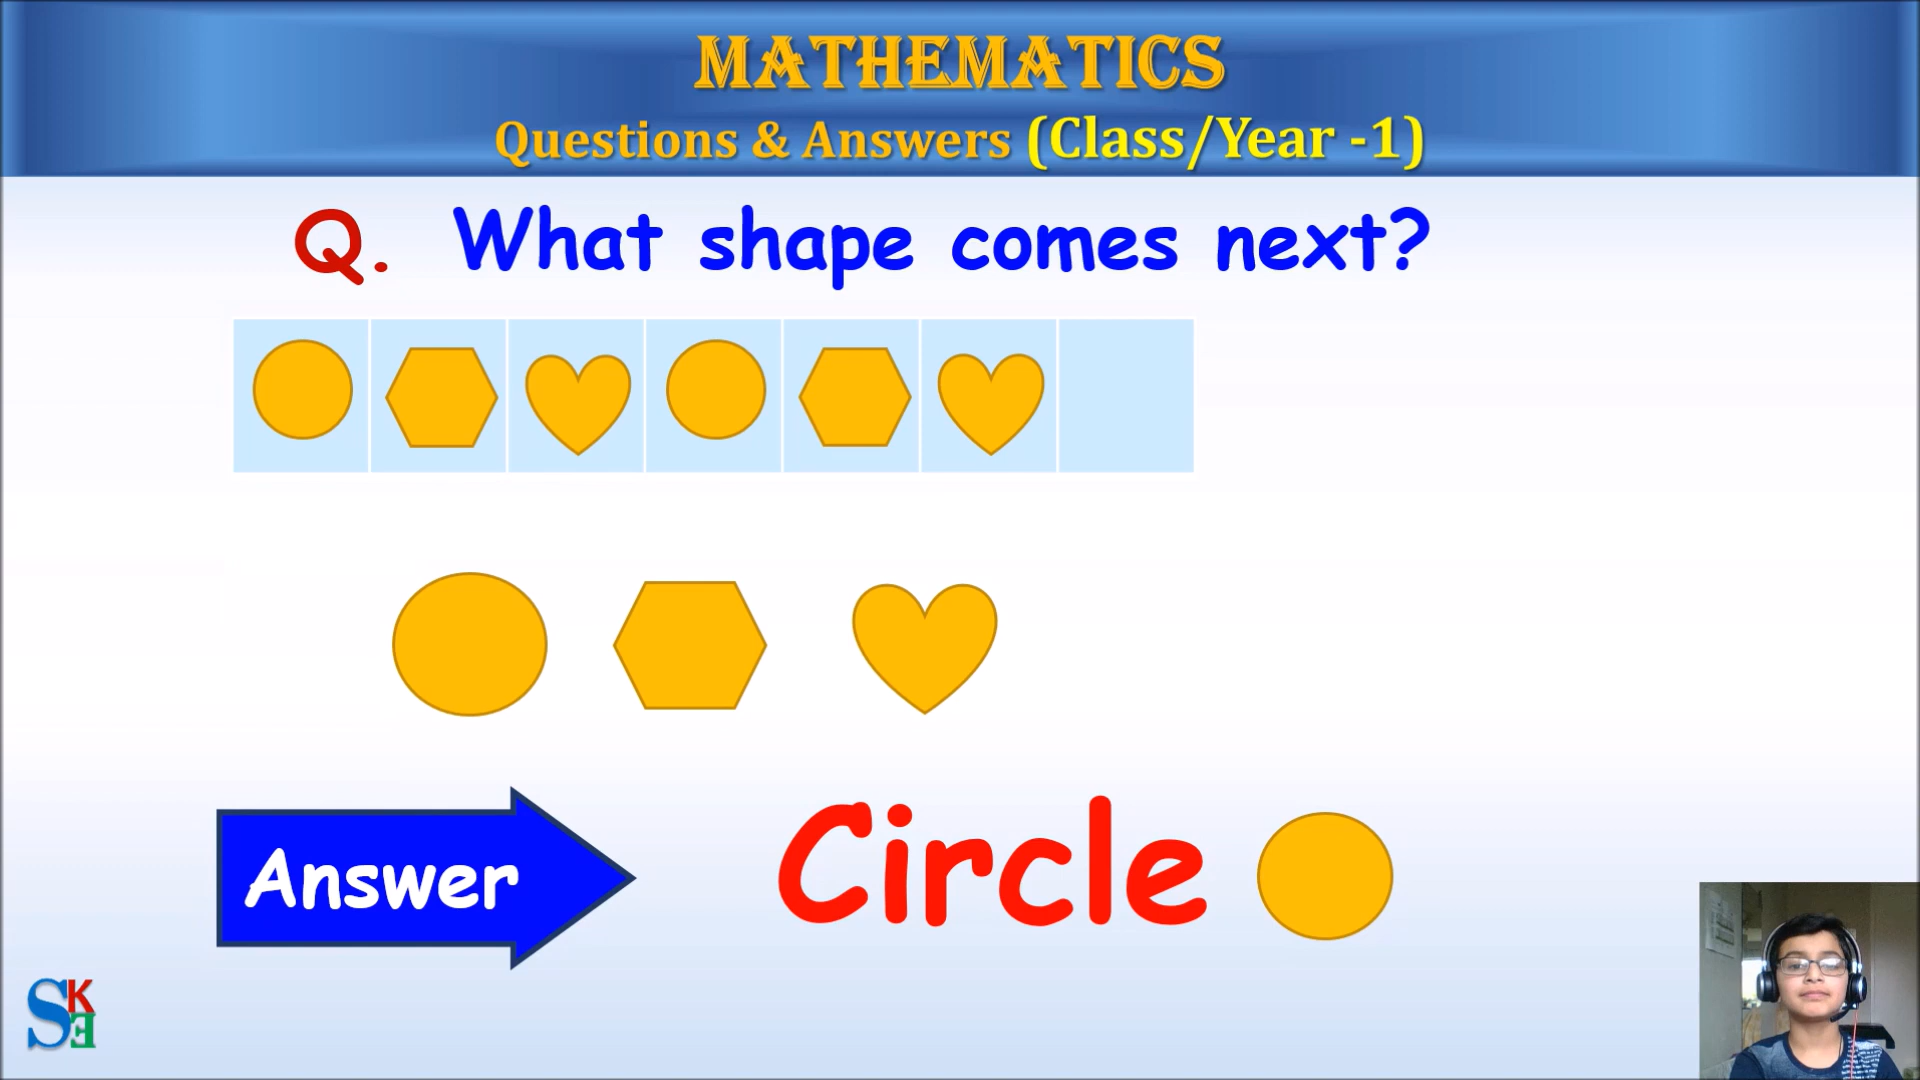 MATHEMATICS
Questions & Answers (Class/Year -1)
Q. What shape comes next?
Answer
Circle
SKE